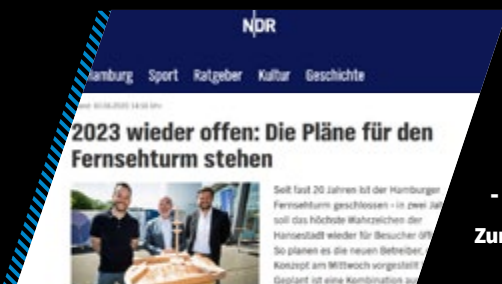 NDR
Hamburg Sport Ratgeber Kultur Geschichte
2023 wieder offen: Die Pläne für den
Fernsehturm stehen
Seit fast 20 Jahren ist der Hamburger
Fernsehturm geschlossen - in zwei
soll das höchste Wahrzeichen der
Hansestadt wieder für Besucher
So planen es die neuen Betreiber,
Konzept am Mittwoch vorgestellt
Geplant ist eine Kombination
-
Zu